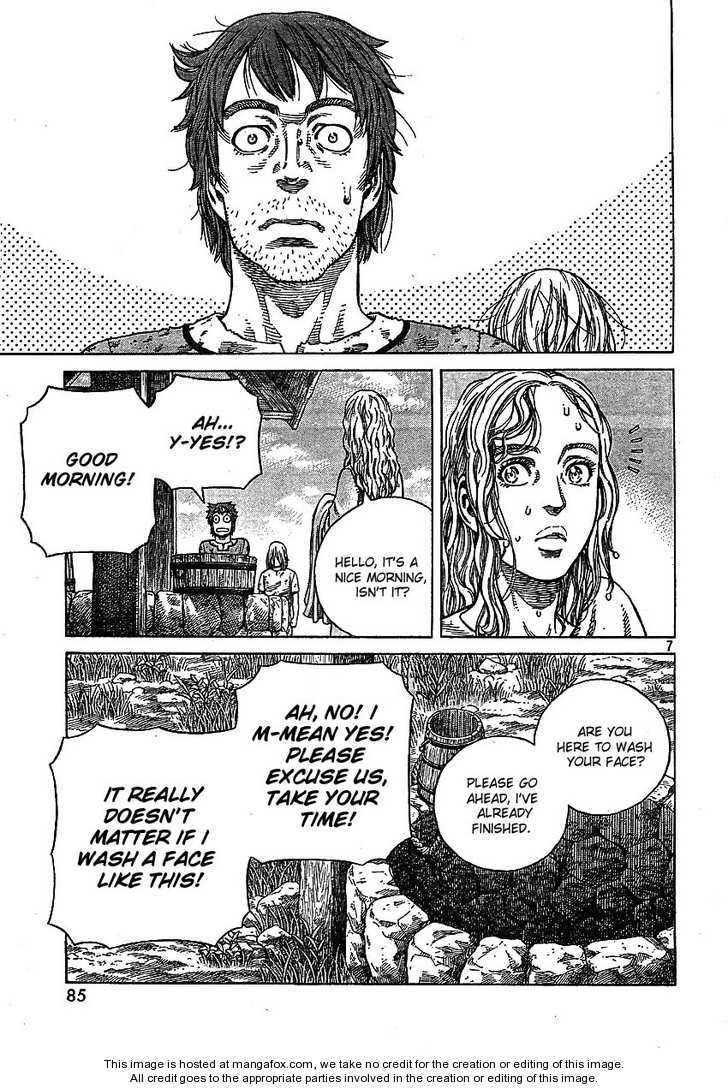 HELLO, IT'S A
NICE MORNING,
ISN'T IT?
AH...
Y-YES!?
GOOD
MORNING!
7
ARE YOU
HERE TO WASH
YOUR FACE?
PLEASE GO
AHEAD, I'VE
ALREADY
FINISHED.
AH, NO! I
M-MEAN YES!
PLEASE
EXCUSE US,
TAKE YOUR
TIME!
IT REALLY
DOESN'T
MATTER IF I
WASH A FACE
LIKE THIS!
85
This image is hosted at mangafox.com, we take no credit for the creation or editing of this image.
All credit goes to the appropriate parties involved in the creation or editing of this image.